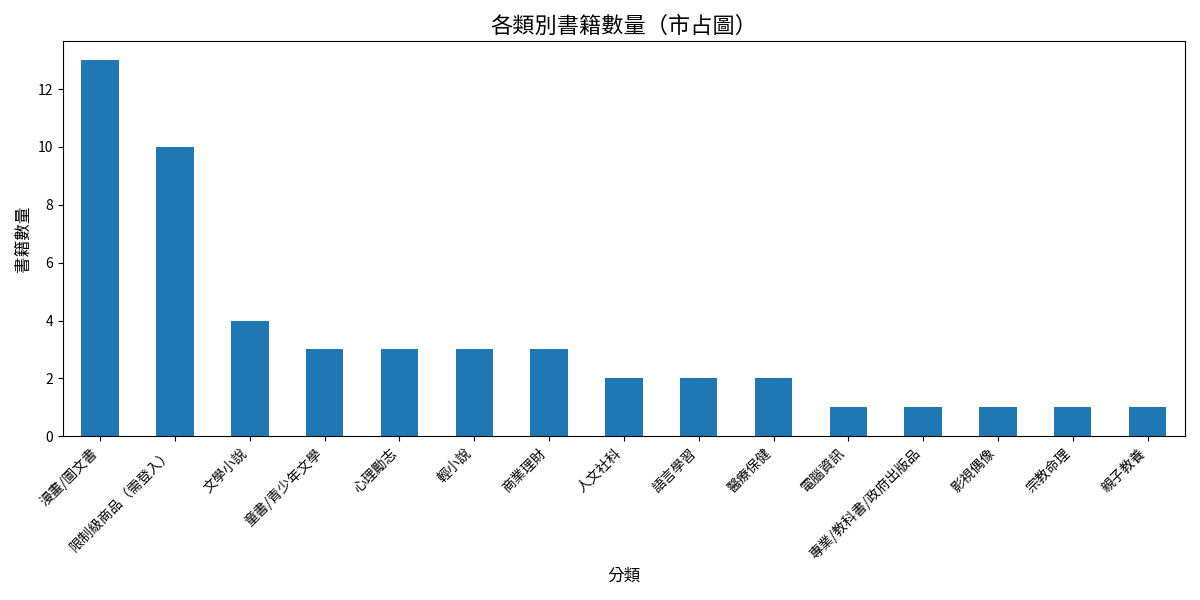 各類別書籍數量（市占圖）
書籍數量
12
10
8
6
4
2
0
漫畫/圖文書
限制級商品（需登入）
文學小說
童書/青少年文學
心理勵志
輕小說
商業理財
人文社科
語言學習
醫療保健
電腦資訊
專業/教科書/政府出版品
影視偶像
宗教命理
親子教養
分類